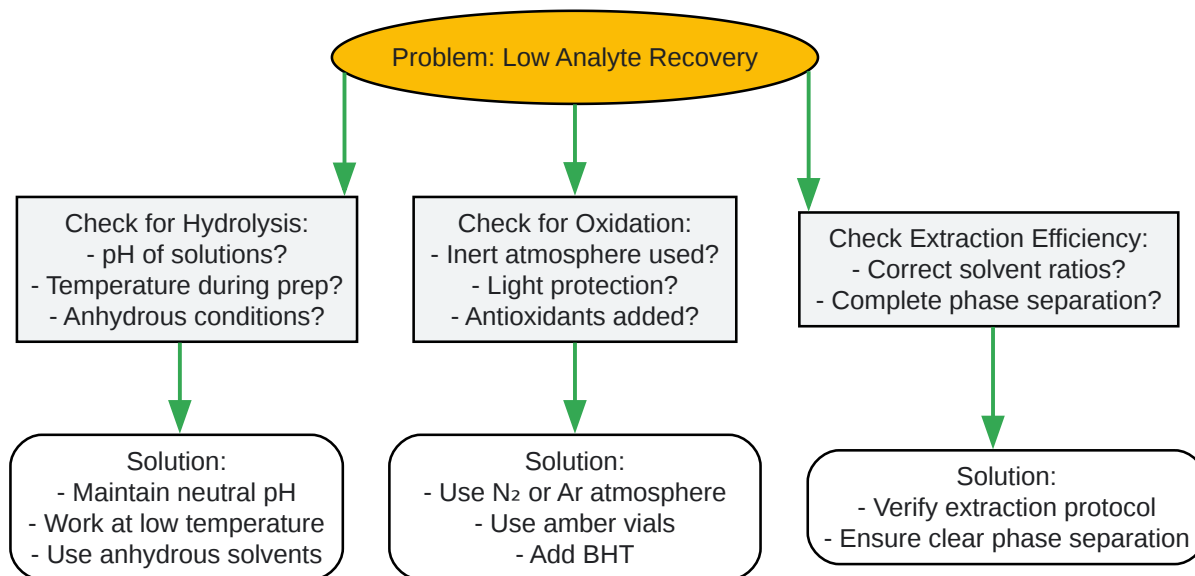 Problem: Low Analyte Recovery
Check for Hydrolysis:
- pH of solutions?
- Temperature during prep?
- Anhydrous conditions?
Check for Oxidation:
- Inert atmosphere used?
- Light protection?
- Antioxidants added?
Check Extraction Efficiency:
- Correct solvent ratios?
- Complete phase separation?
Solution:
- Maintain neutral pH
- Work at low temperature
- Use anhydrous solvents
Solution:
- Use N₂ or Ar atmosphere
- Use amber vials
- Add BHT
Solution:
- Verify extraction protocol
- Ensure clear phase separation